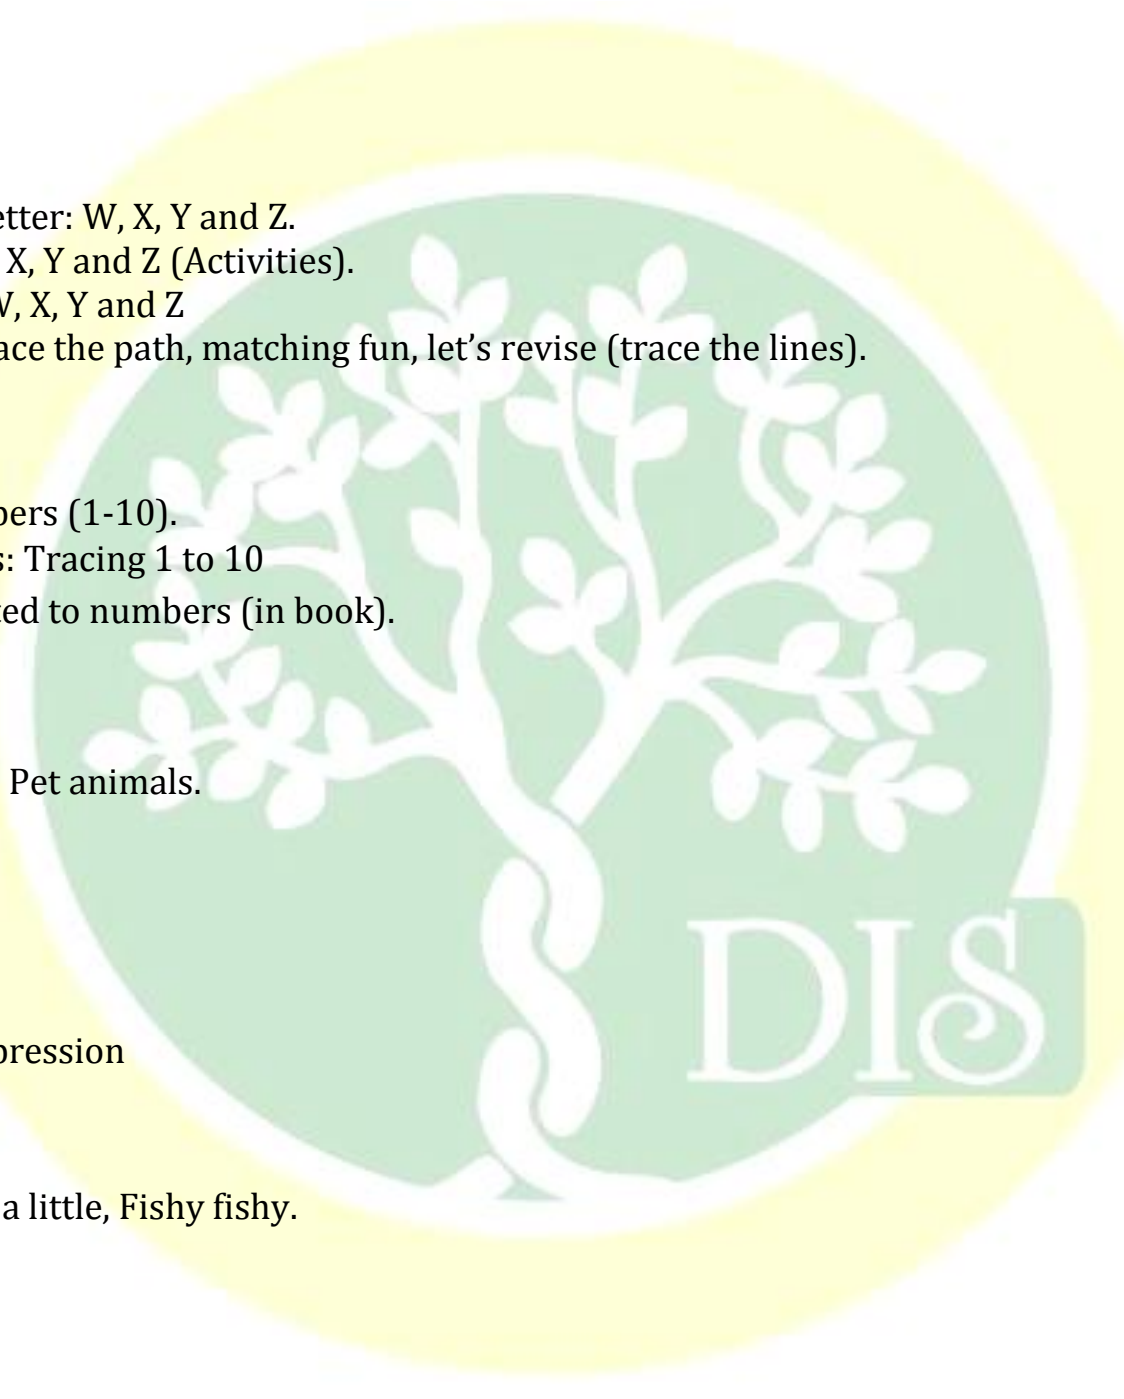 etter: W, X, Y and Z.
X, Y and Z (Activities).
W, X, Y and Z
ace the path, matching fun, let's revise (trace the lines).
bers (1-10).
s: Tracing 1 to 10
ted to numbers (in book).
Pet animals.
DIS
pression
a little, Fishy fishy.